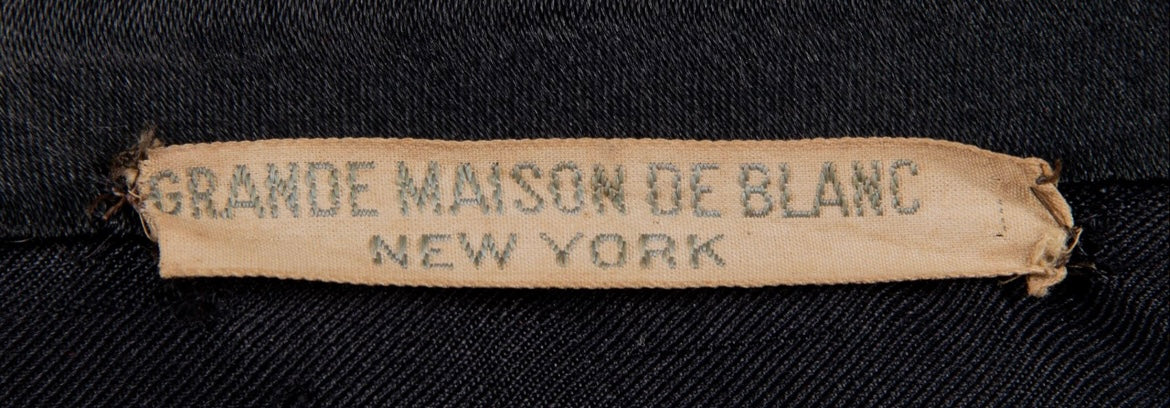 GRANDE MAISON DE BLANC
NEW YORK